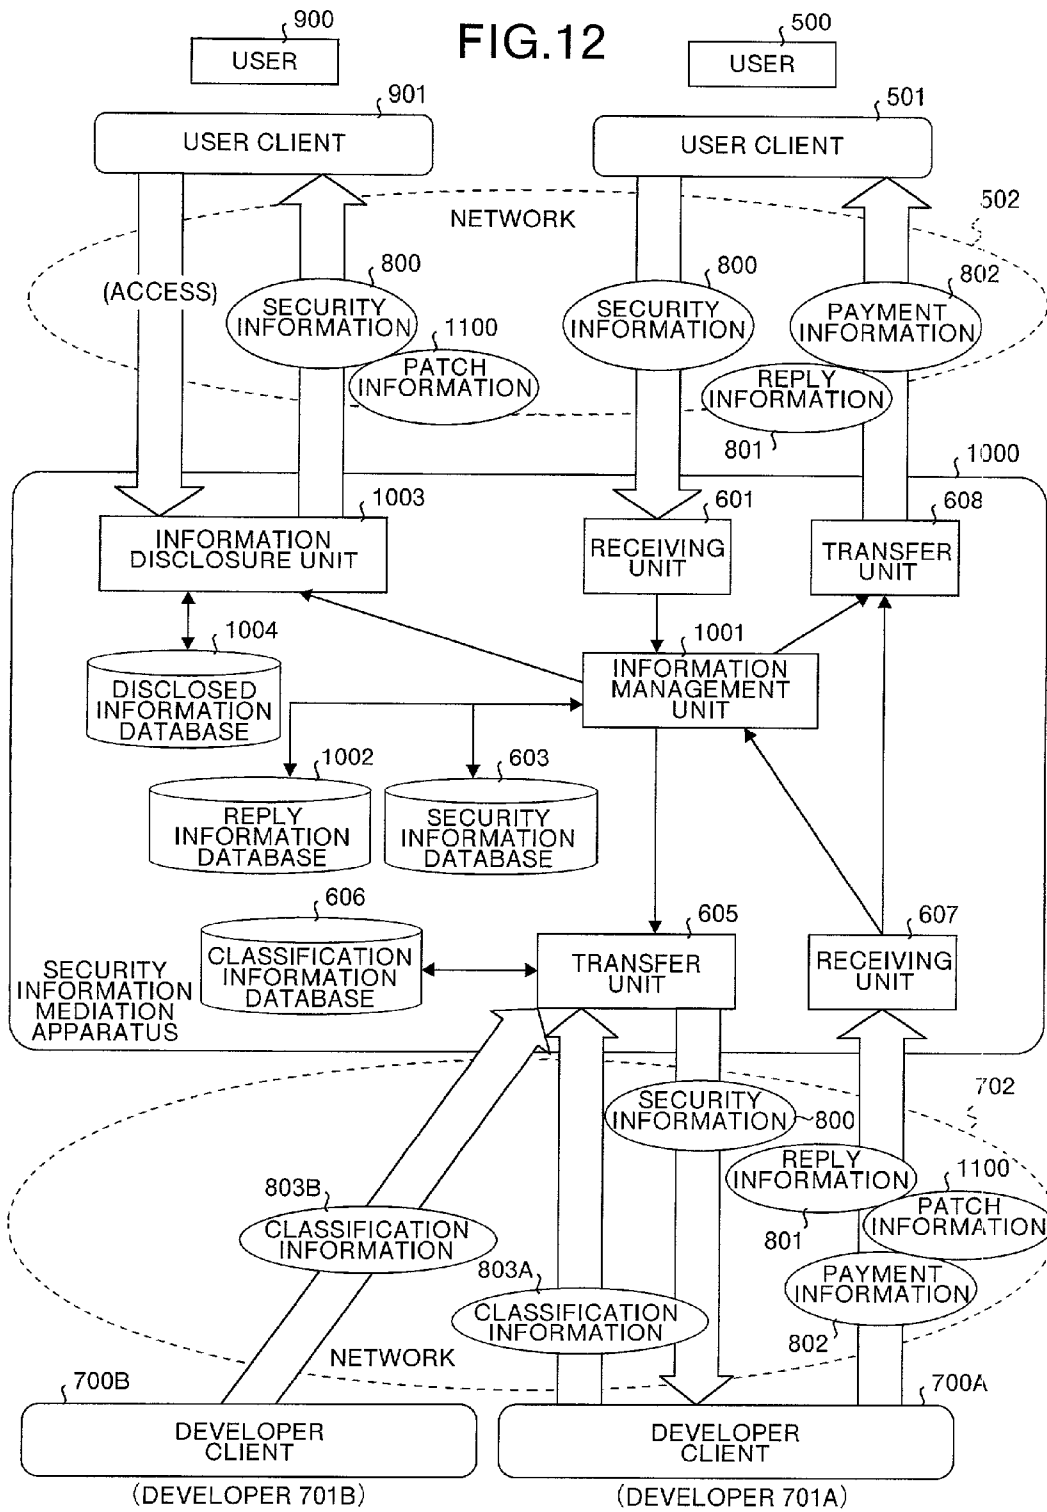 FIG.12
900
USER
500
USER
901
USER CLIENT
501
USER CLIENT
NETWORK
502
(ACCESS)
800
SECURITY
INFORMATION
1100
PATCH
INFORMATION
800
SECURITY
INFORMATION
802
PAYMENT
INFORMATION
REPLY
INFORMATION
801
1000
1003
INFORMATION
DISCLOSURE UNIT
601
RECEIVING
UNIT
608
TRANSFER
UNIT
1004
DISCLOSED
INFORMATION
DATABASE
1001
INFORMATION
MANAGEMENT
UNIT
1002
REPLY
INFORMATION
DATABASE
603
SECURITY
INFORMATION
DATABASE
606
CLASSIFICATION
INFORMATION
DATABASE
605
TRANSFER
UNIT
607
RECEIVING
UNIT
SECURITY
INFORMATION
MEDIATION
APPARATUS
SECURITY
INFORMATION
800
702
REPLY
INFORMATION
801
1100
PATCH
INFORMATION
803B
CLASSIFICATION
INFORMATION
803A
CLASSIFICATION
INFORMATION
PAYMENT
INFORMATION
802
NETWORK
700B
DEVELOPER
CLIENT
(DEVELOPER 701B)
700A
DEVELOPER
CLIENT
(DEVELOPER 701A)